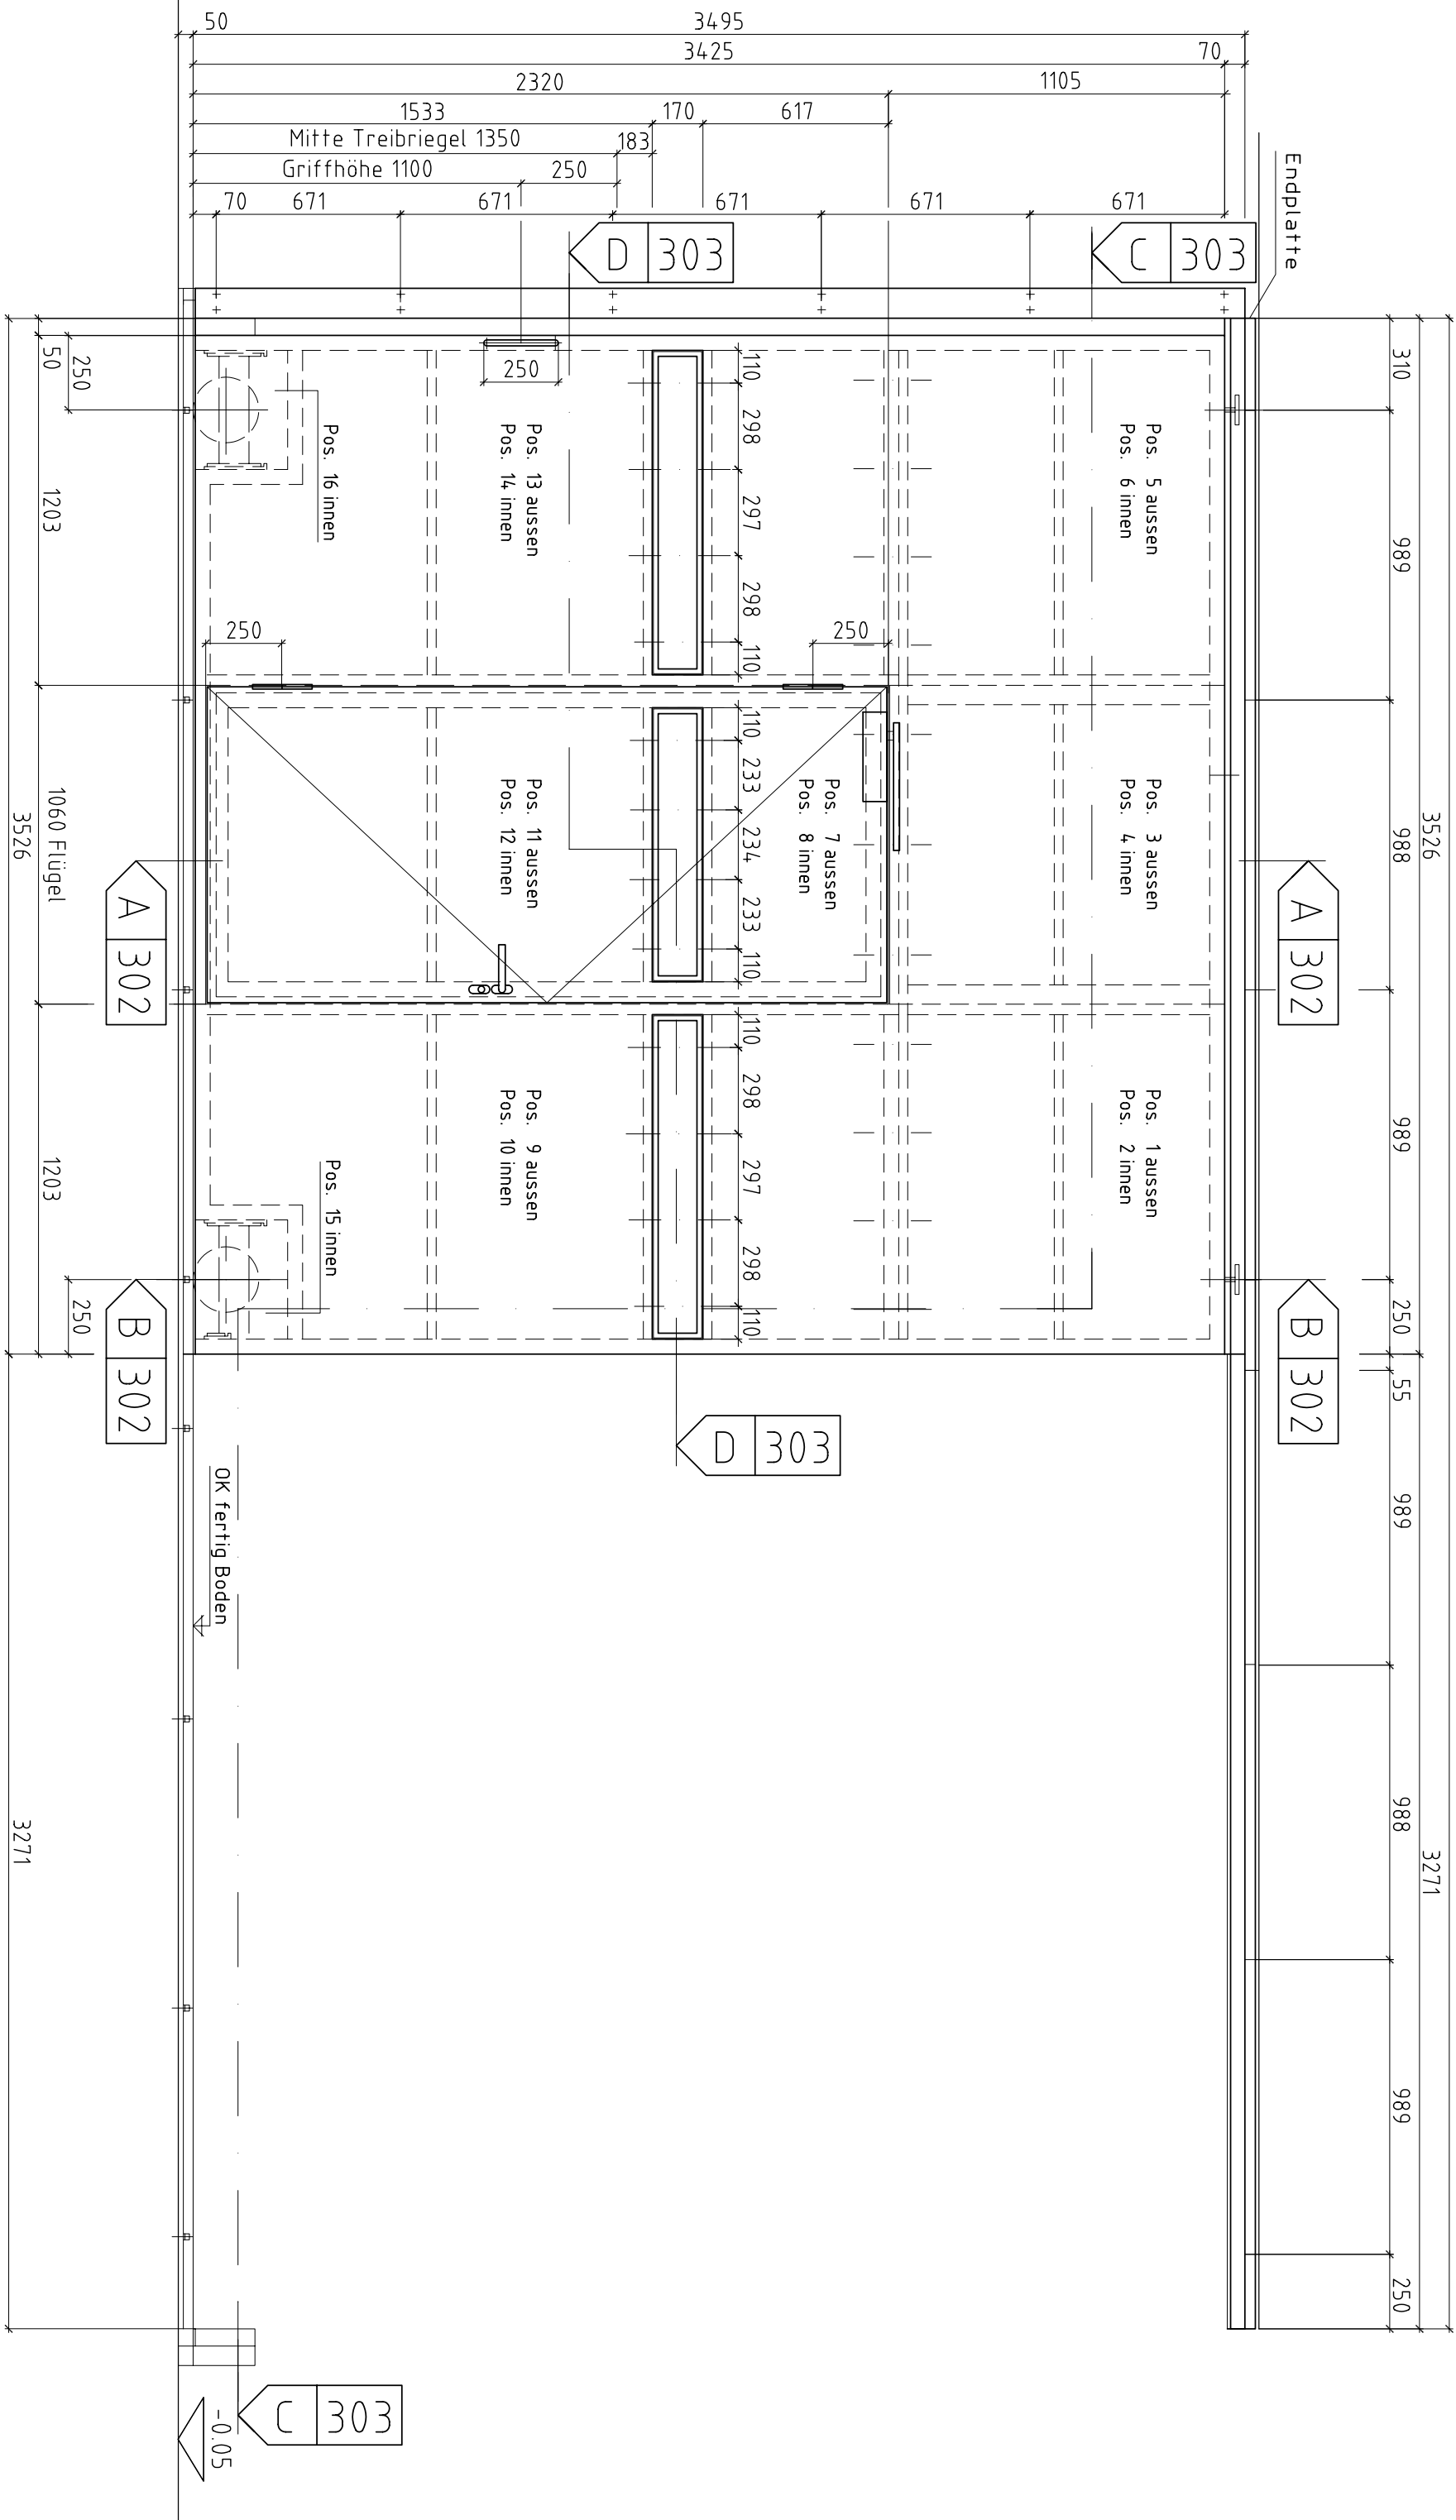 50
3495
3425
70
2320
1105
1533
170
617
Mitte Treibriegel 1350
183
Griffhöhe 1100
250
70
671
671
671
671
671
Endplatte
D 303
C 303
3526
3271
310
989
988
989
250
55
989
988
989
250
A 302
B 302
Pos. 5 aussen
Pos. 6 innen
Pos. 3 aussen
Pos. 4 innen
Pos. 1 aussen
Pos. 2 innen
Pos. 7 aussen
Pos. 8 innen
110
298
297
298
110
110
233
234
233
110
110
298
297
298
110
250
250
250
Pos. 13 aussen
Pos. 14 innen
Pos. 11 aussen
Pos. 12 innen
Pos. 9 aussen
Pos. 10 innen
Pos. 16 innen
Pos. 15 innen
D 303
OK fertig Boden
C 303
-0.05
A 302
B 302
250
250
50
1203
1060 Flügel
1203
3526
3271